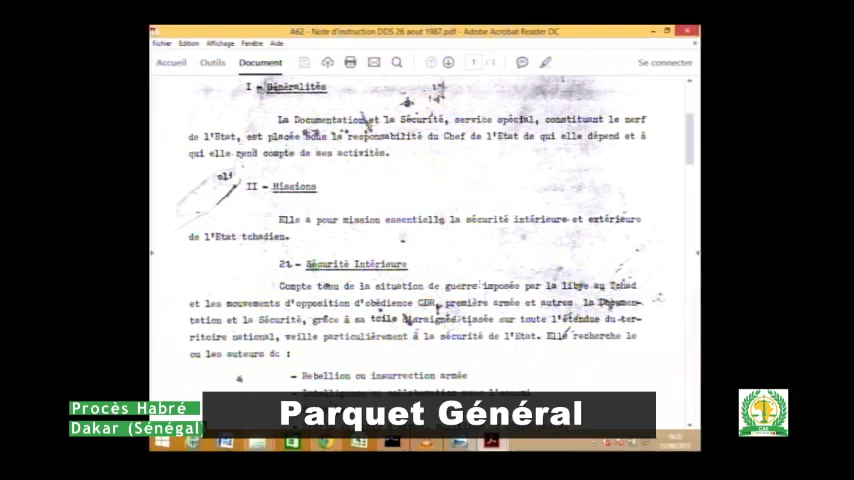 A62 - Note d'instruction DDS 26 aout 1987.pdf - Adobe Acrobat Reader DC
Fichier Edition Affichage Fenêtre Aide
Accueil Outils Document 1 / 3 Se connecter
I - Généralités
La Documentation et la Sécurité, service spécial, constituant le nerf
de l'Etat, est placée sous la responsabilité du Chef de l'Etat de qui elle dépend et à
qui elle rend compte de ses activités.
II - Missions
Elle a pour mission essentielle la sécurité intérieure et extérieure
de l'Etat tchadien.
21.- Sécurité Intérieure
Compte tenu de la situation de guerre imposée par la libye au Tchad
et les mouvements d'opposition d'obédience GDR, première armée et autres la Documen-
tation et la Sécurité, grâce à sa toile d'araignée tissée sur toute l'étendue du ter-
ritoire national, veille particulièrement à la sécurité de l'Etat. Elle recherche le
ou les auteurs de :
- Rebellion ou insurrection armée
Procès Habré
Dakar (Sénégal)
Parquet Général
CAE